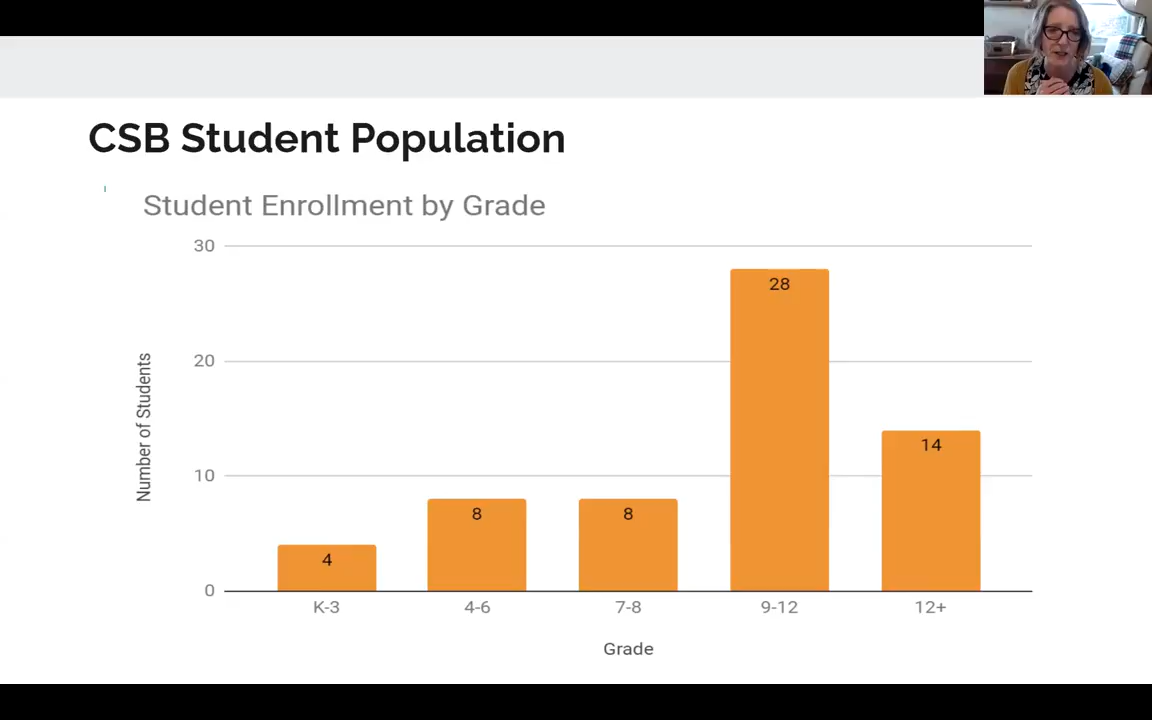 CSB Student Population
Student Enrollment by Grade
30
20
10
0
Number of Students
4
8
8
28
14
K-3
4-6
7-8
9-12
12+
Grade